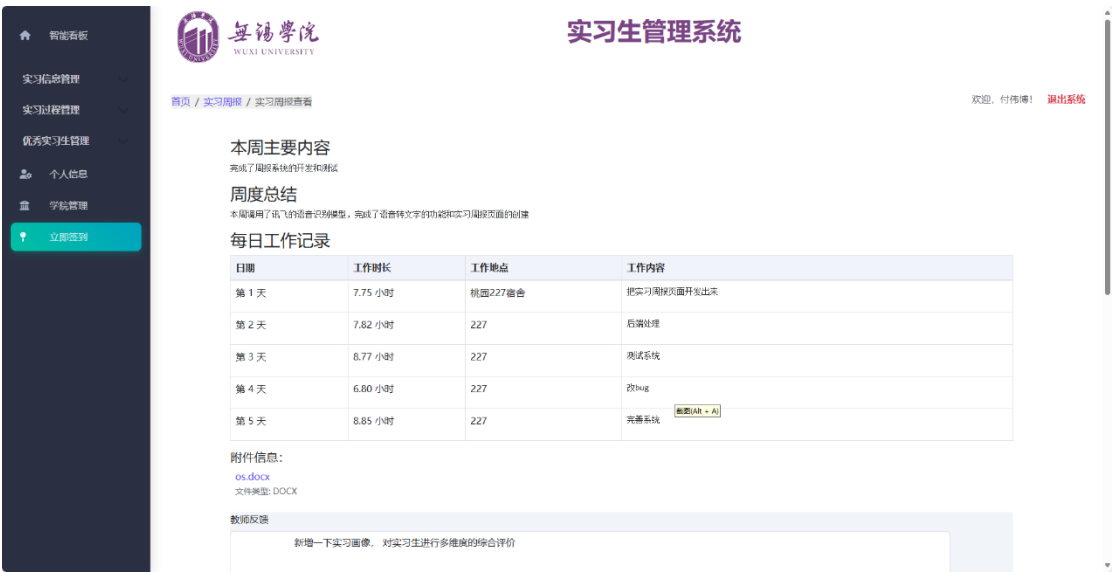 智能看板
实习信息管理
实习过程管理
优秀实习生管理
个人信息
学院管理
立即签到
無錫學院
WUXI UNIVERSITY
实习生管理系统
首页 / 实习周报 / 实习周报查看
欢迎，付伟博！ 退出系统
本周主要内容
完成了周报系统的开发和测试
周度总结
本周调用了讯飞的语音识别模型，完成了语音转文字的功能和实习周报页面的创建
每日工作记录
日期 工作时长 工作地点 工作内容
第 1 天 7.75 小时 桃园227宿舍 把实习周报页面开发出来
第 2 天 7.82 小时 227 后端处理
第 3 天 8.77 小时 227 测试系统
第 4 天 6.80 小时 227 改bug
截图(Alt + A)
第 5 天 8.85 小时 227 完善系统
附件信息：
os.docx
文件类型: DOCX
教师反馈
新增一下实习画像， 对实习生进行多维度的综合评价